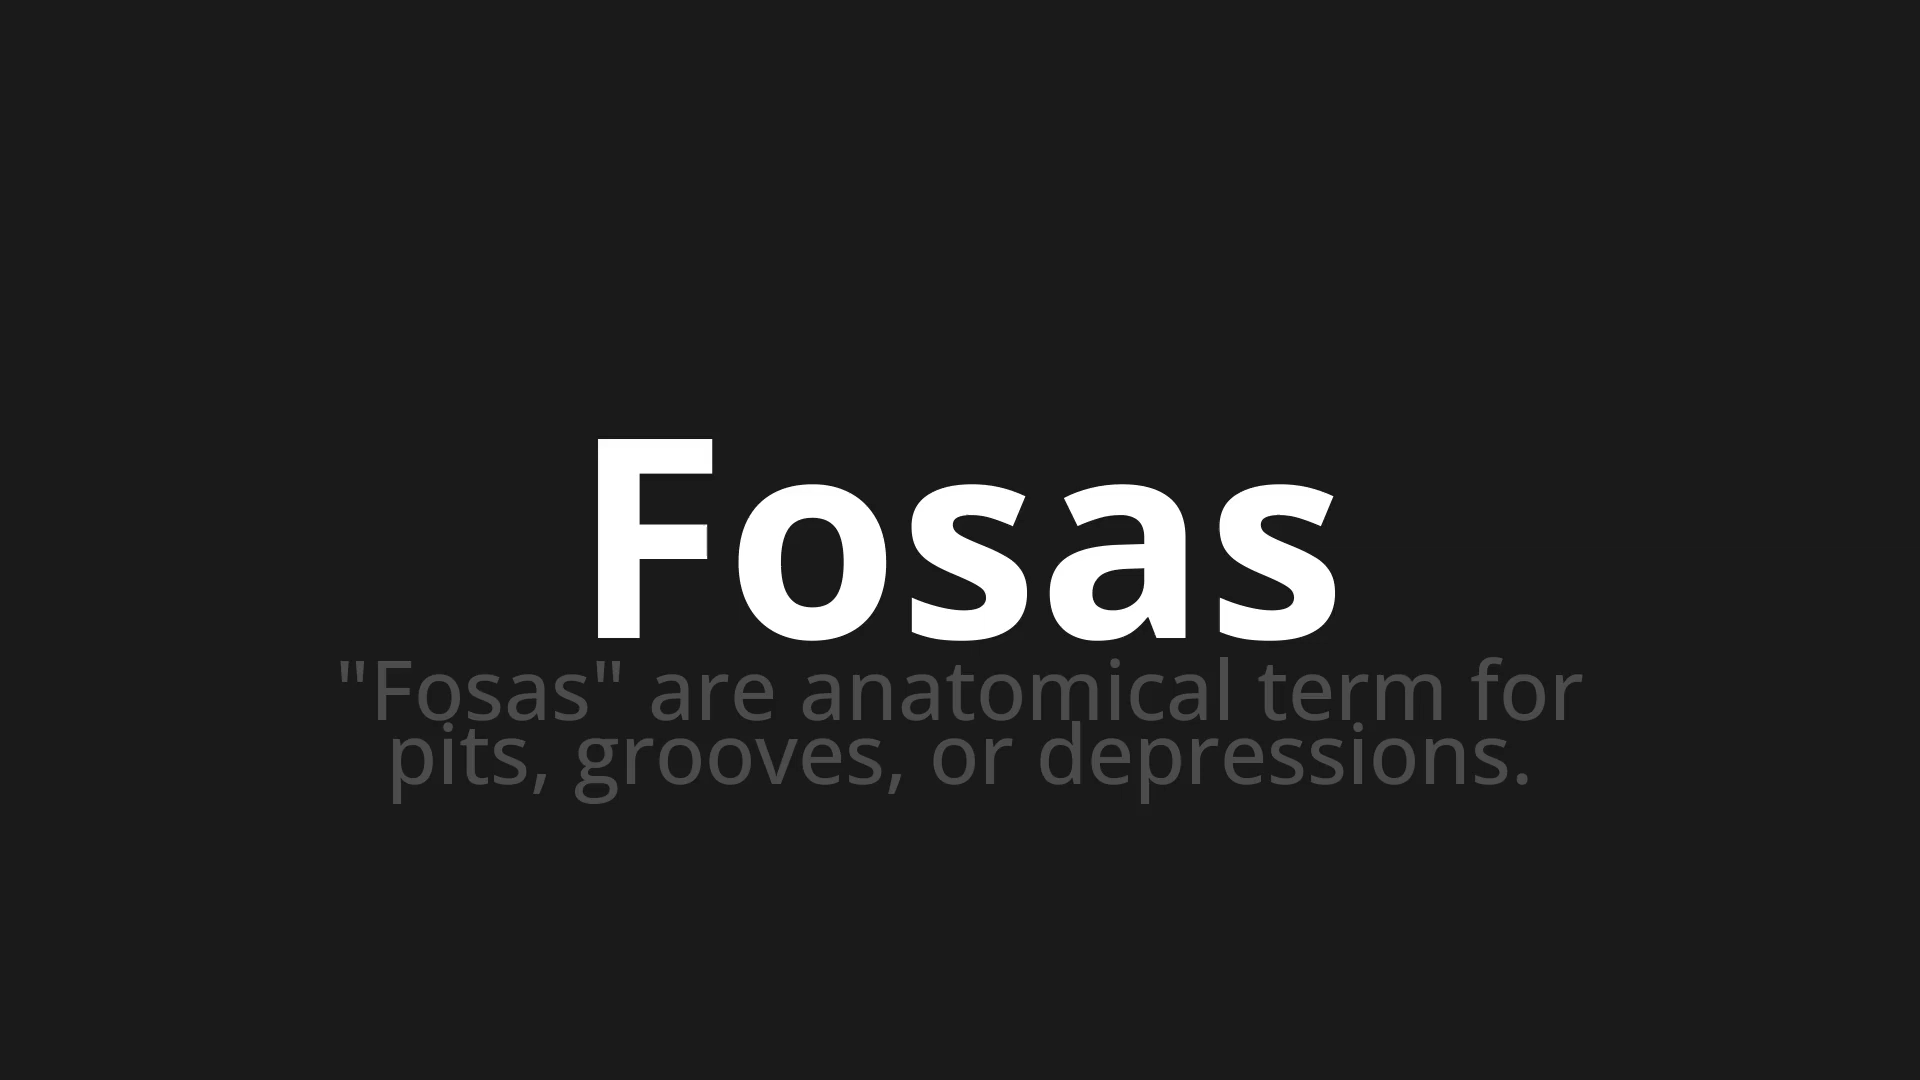 Fosas
"Fosas" are anatomical term for
pits, grooves, or depressions.